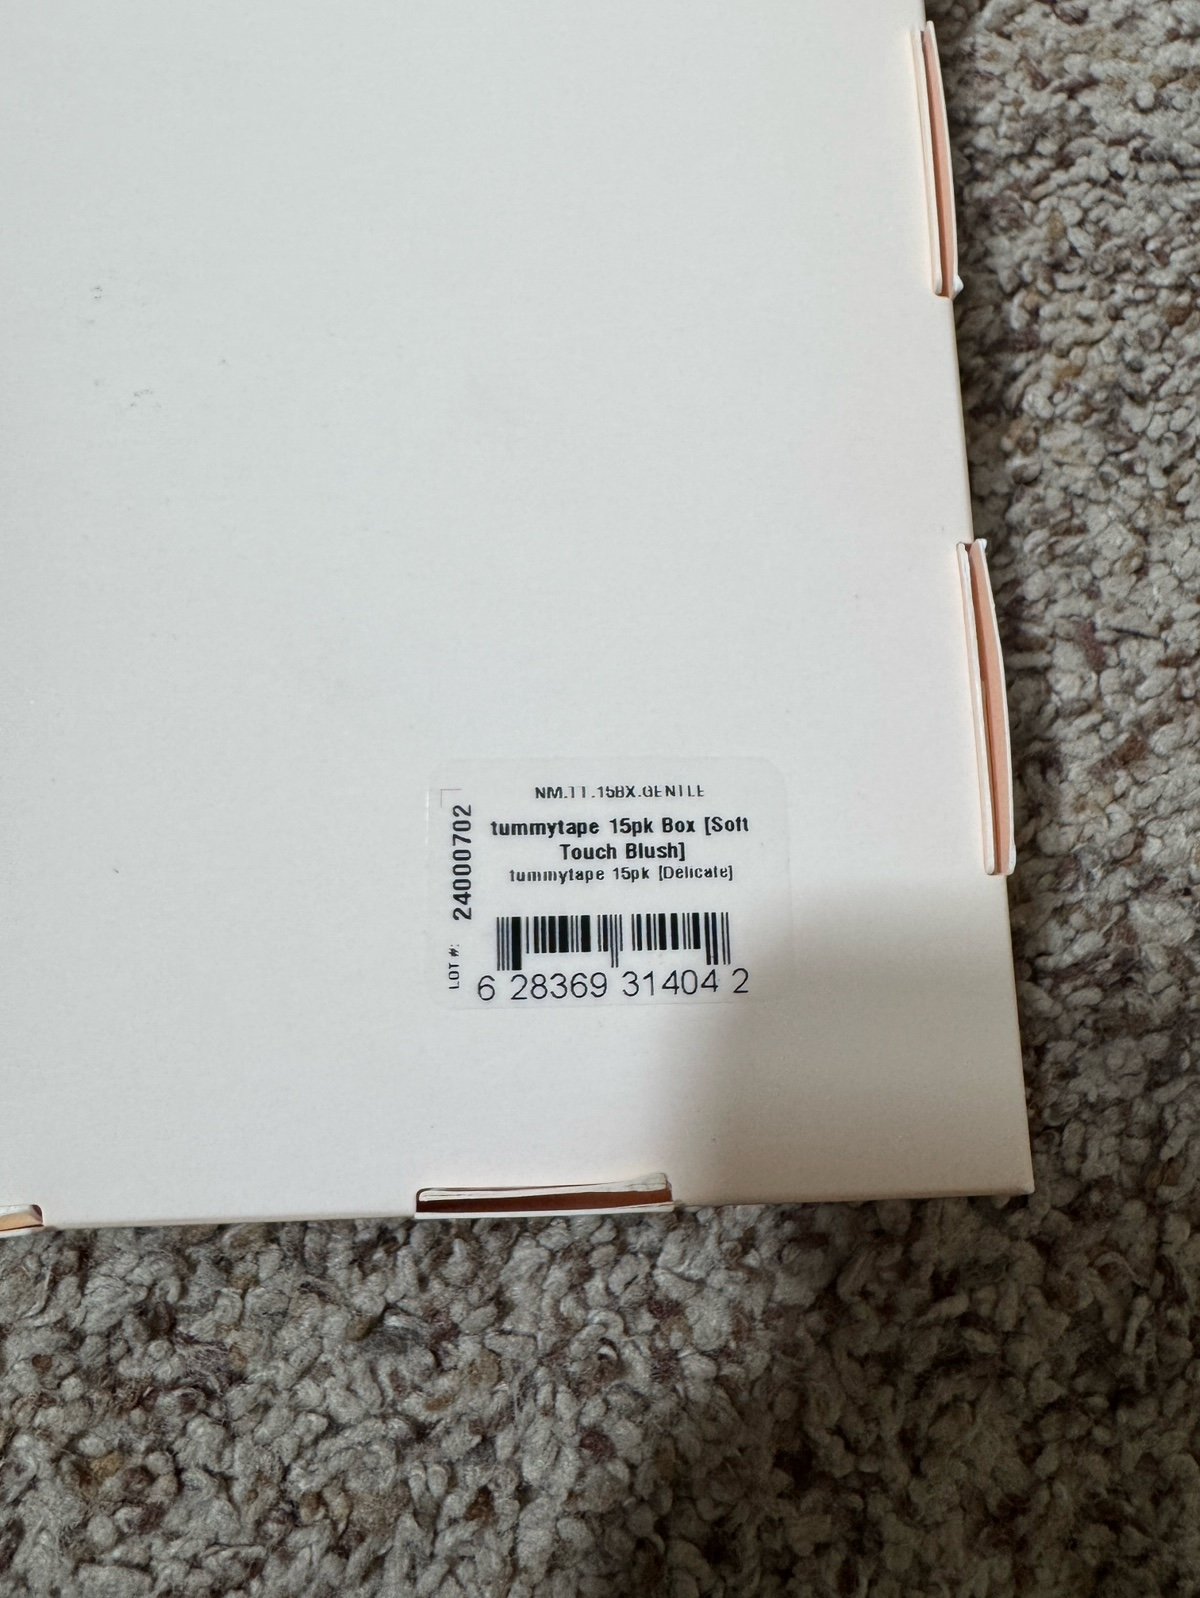 NM.TT.15BX.GENTLE
tummytape 15pk Box [Soft
Touch Blush]
tummytape 15pk [Delicate]
LOT #: 24000702
6 28369 31404 2